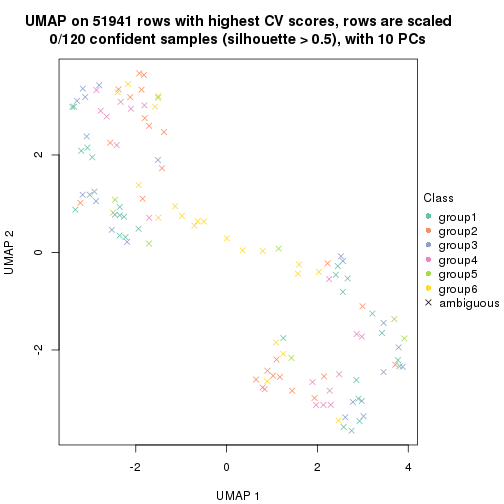 UMAP on 51941 rows with highest CV scores, rows are scaled
0/120 confident samples (silhouette > 0.5), with 10 PCs
2
0
-2
UMAP 2
-2
0
2
4
UMAP 1
Class
group1
group2
group3
group4
group5
group6
ambiguous